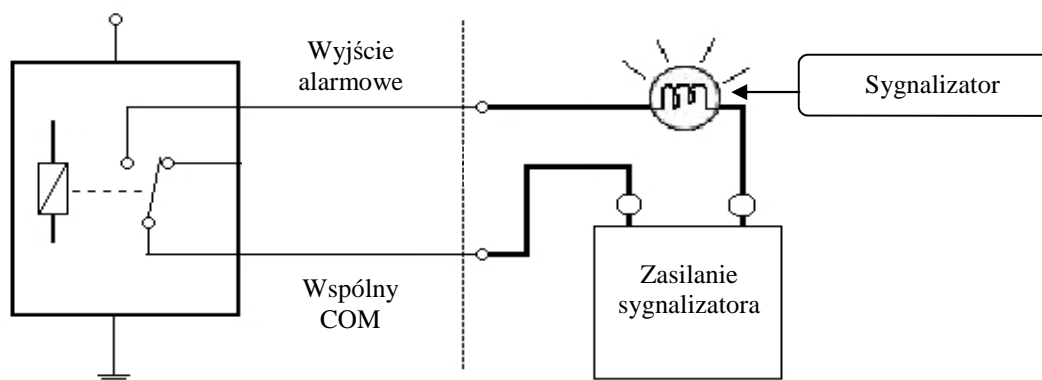 Wyjście
alarmowe
Sygnalizator
Wspólny
COM
Zasilanie
sygnalizatora